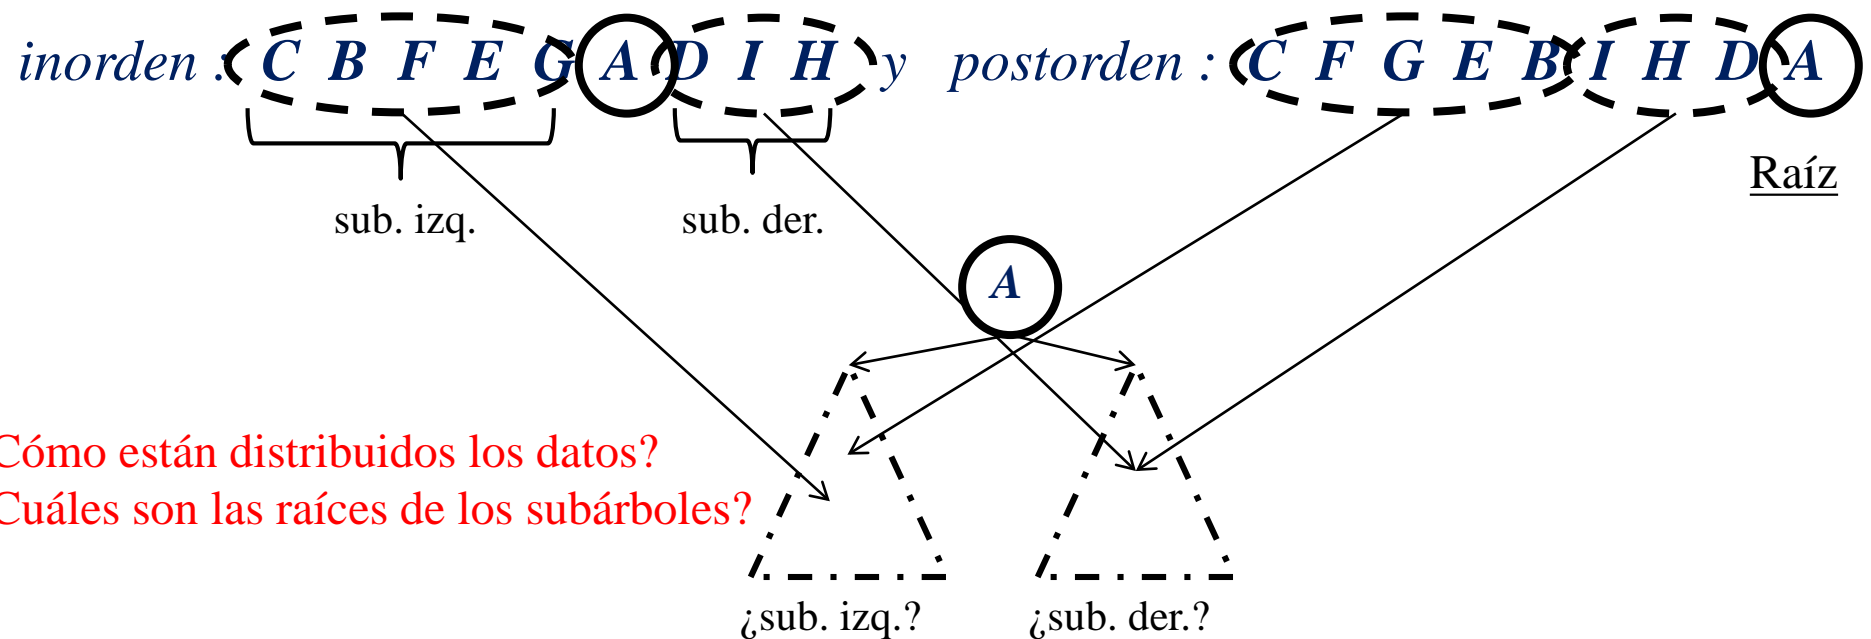 inorden : C B F E G A D I H y postorden : C F G E B I H D A
Raíz
sub. izq. sub. der.
A
Cómo están distribuidos los datos?
Cuáles son las raíces de los subárboles?
¿sub. izq.? ¿sub. der.?